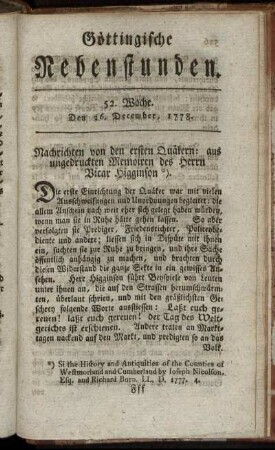 Göttingische
Nebenstunden.
52. Woche.
Den 26. December, 1778.
Nachrichten von den ersten Quäkern: aus
ungedruckten Memoiren des Herrn
Vicar Higginson *).
Die erste Einrichtung der Quäker war mit vielen
Ausschweifungen und Unordnungen begleitet: die
allem Anschein nach weit eher sich gelegt haben würden,
wenn man sie in Ruhe hätte gehen lassen. So aber
verfolgten sie Prediger, Friedensrichter, Policeybe-
diente und andere; ließen sich in Dispüte mit ihnen
ein, suchten sie zur Ruhe zu bringen, und ihre Sache
öffentlich anhängig zu machen, und brachten durch
diesen Widerstand die ganze Sekte in ein gewisses An-
sehen. Herr Higginson führt Beyspiele von Leuten
unter ihnen an, die auf den Strassen herumschwärm-
ten, überlaut schrien, und mit den gräßlichsten Ge-
schrey folgende Worte ausstiessen: Laßt euch ge-
reuen! laßt euch gereuen! der Tag des Welt-
gerichts ist erschienen. Andere traten an Markt-
tagen nackend auf den Markt, und predigten so an das
Volk.
*) Si the History and Antiquities of the Counties of
Westmorland and Cumberland by Ioseph Nicolson,
Esq. and Richard Burn. LL. D. 1777. 4.